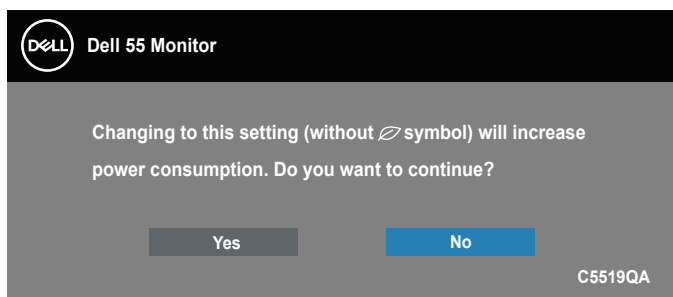 DELL
Dell 55 Monitor
Changing to this setting (without symbol) will increase
power consumption. Do you want to continue?
Yes No
C5519QA